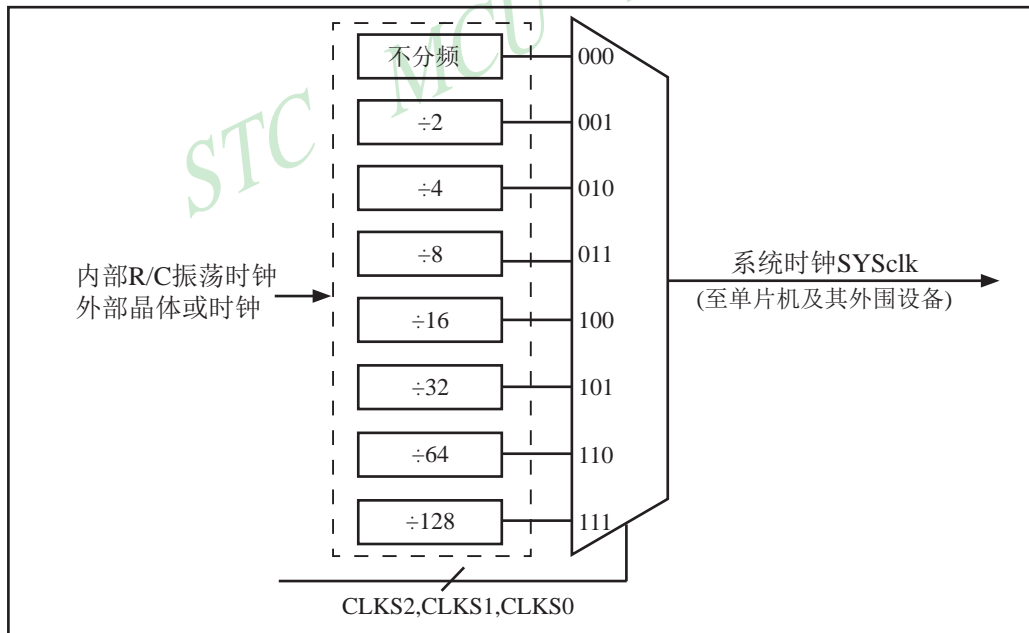 STC MCU
不分频
000
÷2
001
÷4
010
÷8
011
÷16
100
÷32
101
÷64
110
÷128
111
内部R/C振荡时钟
外部晶体或时钟
系统时钟SYSclk
(至单片机及其外围设备)
CLKS2,CLKS1,CLKS0